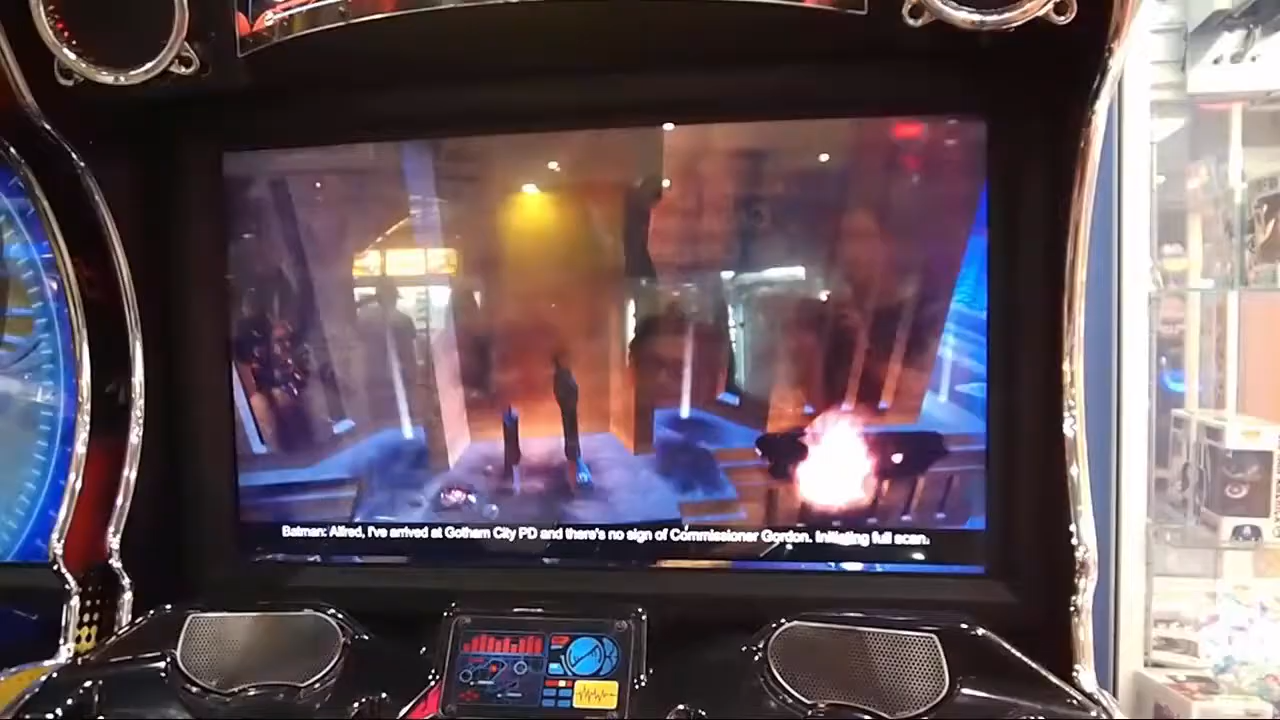 Batman: Alfred, I've arrived at Gotham City PD and there's no sign of Commissioner Gordon. Initiating full scan.